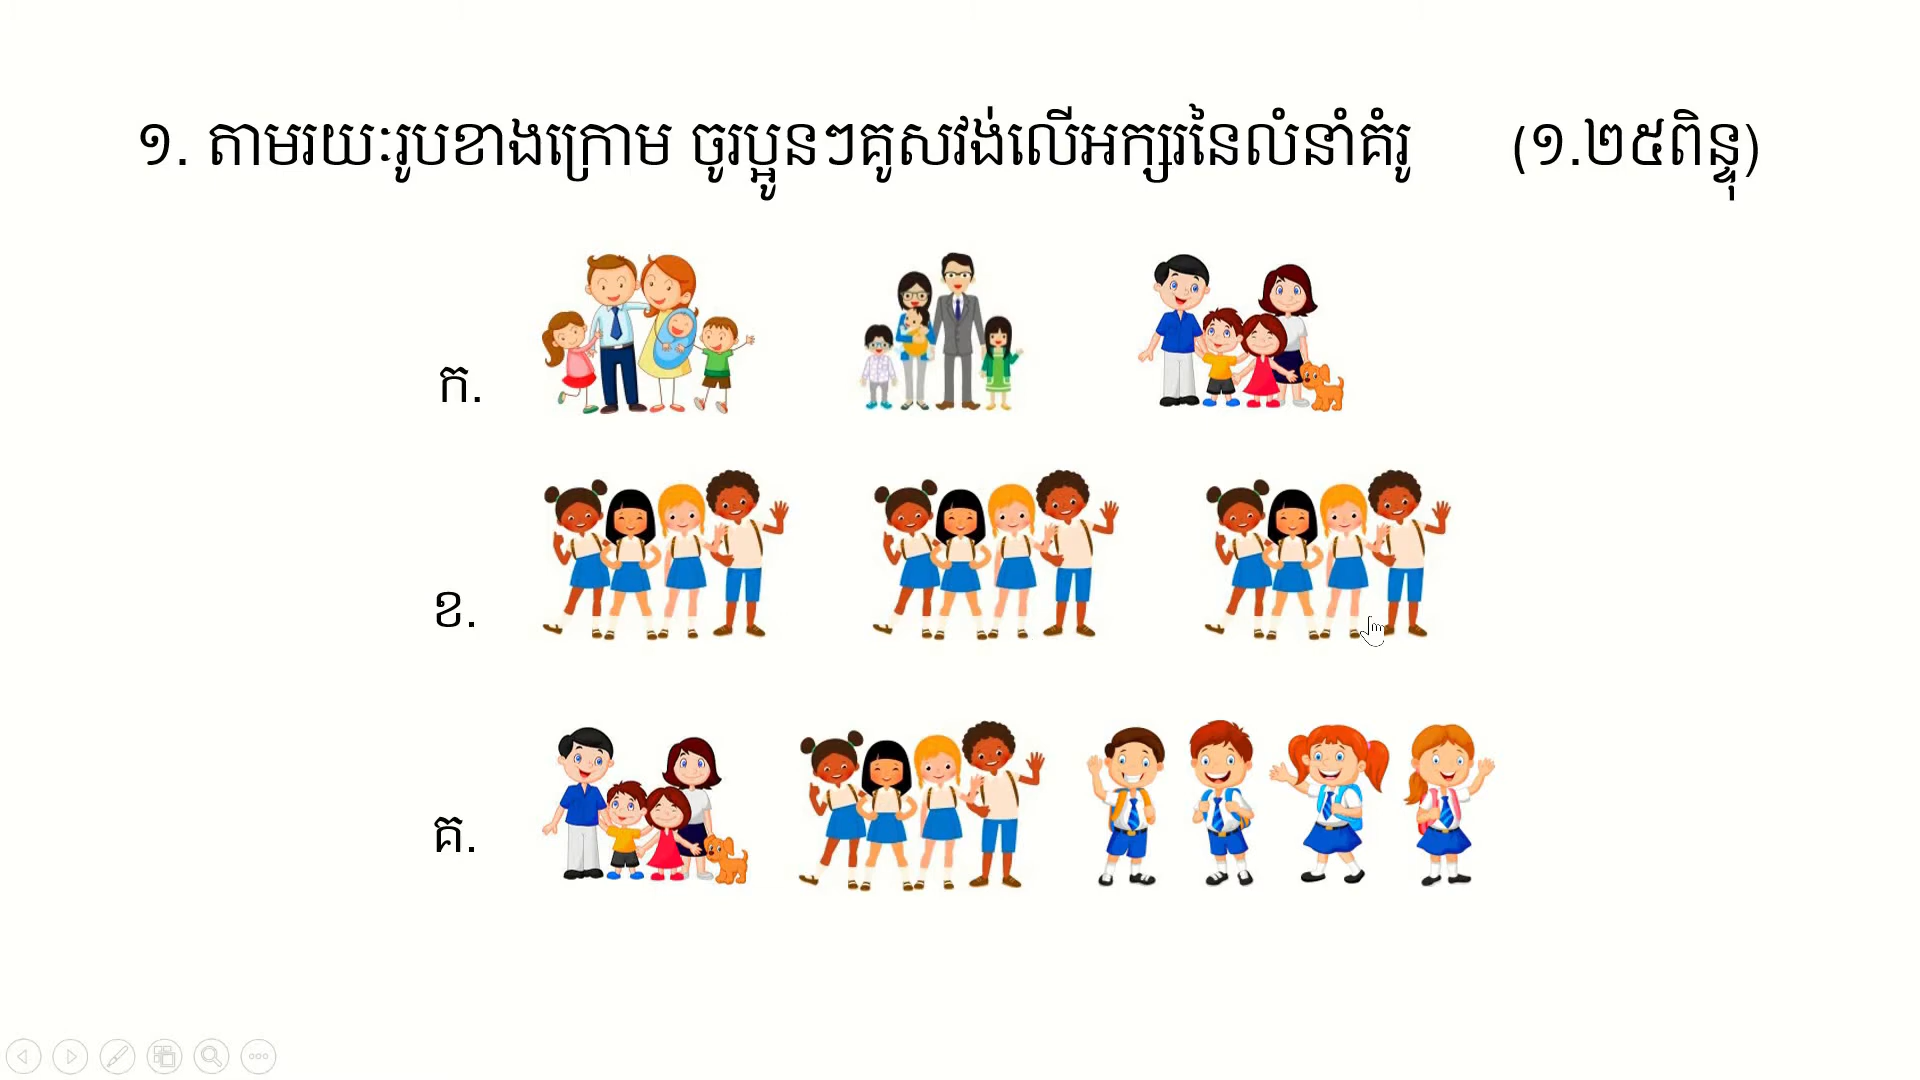 ១. តាមរយៈរូបខាងក្រោម ចូរប្អូនៗគូសវង់លើអក្សរនៃលំនាំគំរូ (១.២៥ពិន្ទុ)
ក.
ខ.
គ.